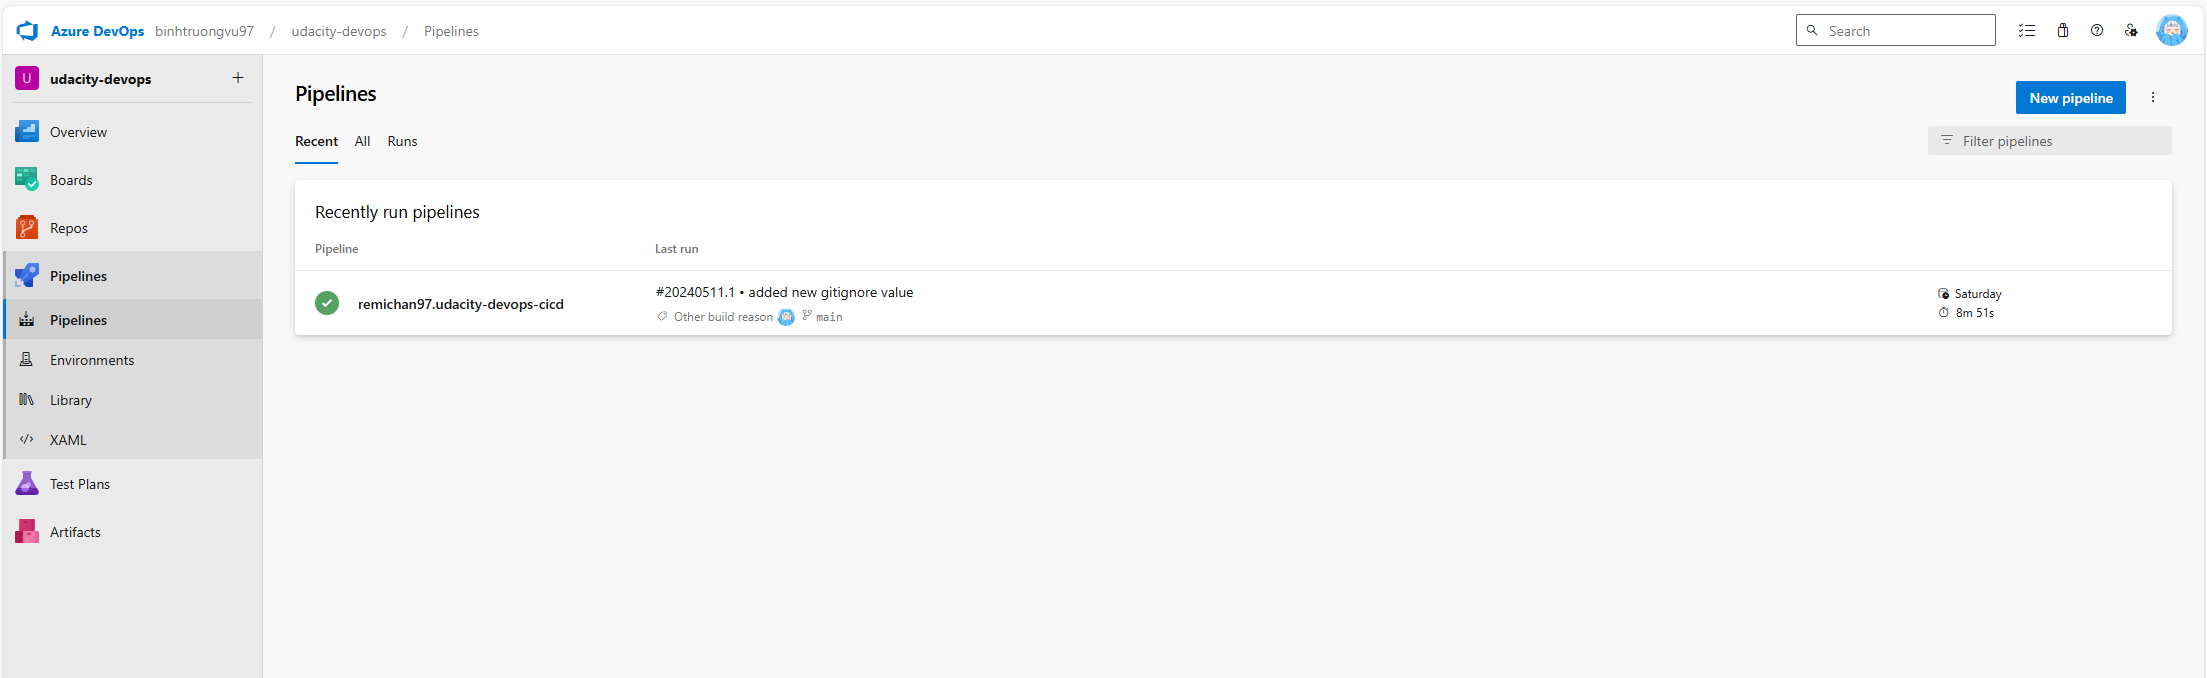 Azure DevOps binhtruongvu97 / udacity-devops / Pipelines
Search
U udacity-devops +
Overview
Boards
Repos
Pipelines
Pipelines
Environments
Library
XAML
Test Plans
Artifacts
Pipelines
New pipeline
Recent All Runs
Filter pipelines
Recently run pipelines
Pipeline Last run
remichan97.udacity-devops-cicd
#20240511.1 • added new gitignore value
Other build reason main
Saturday
8m 51s